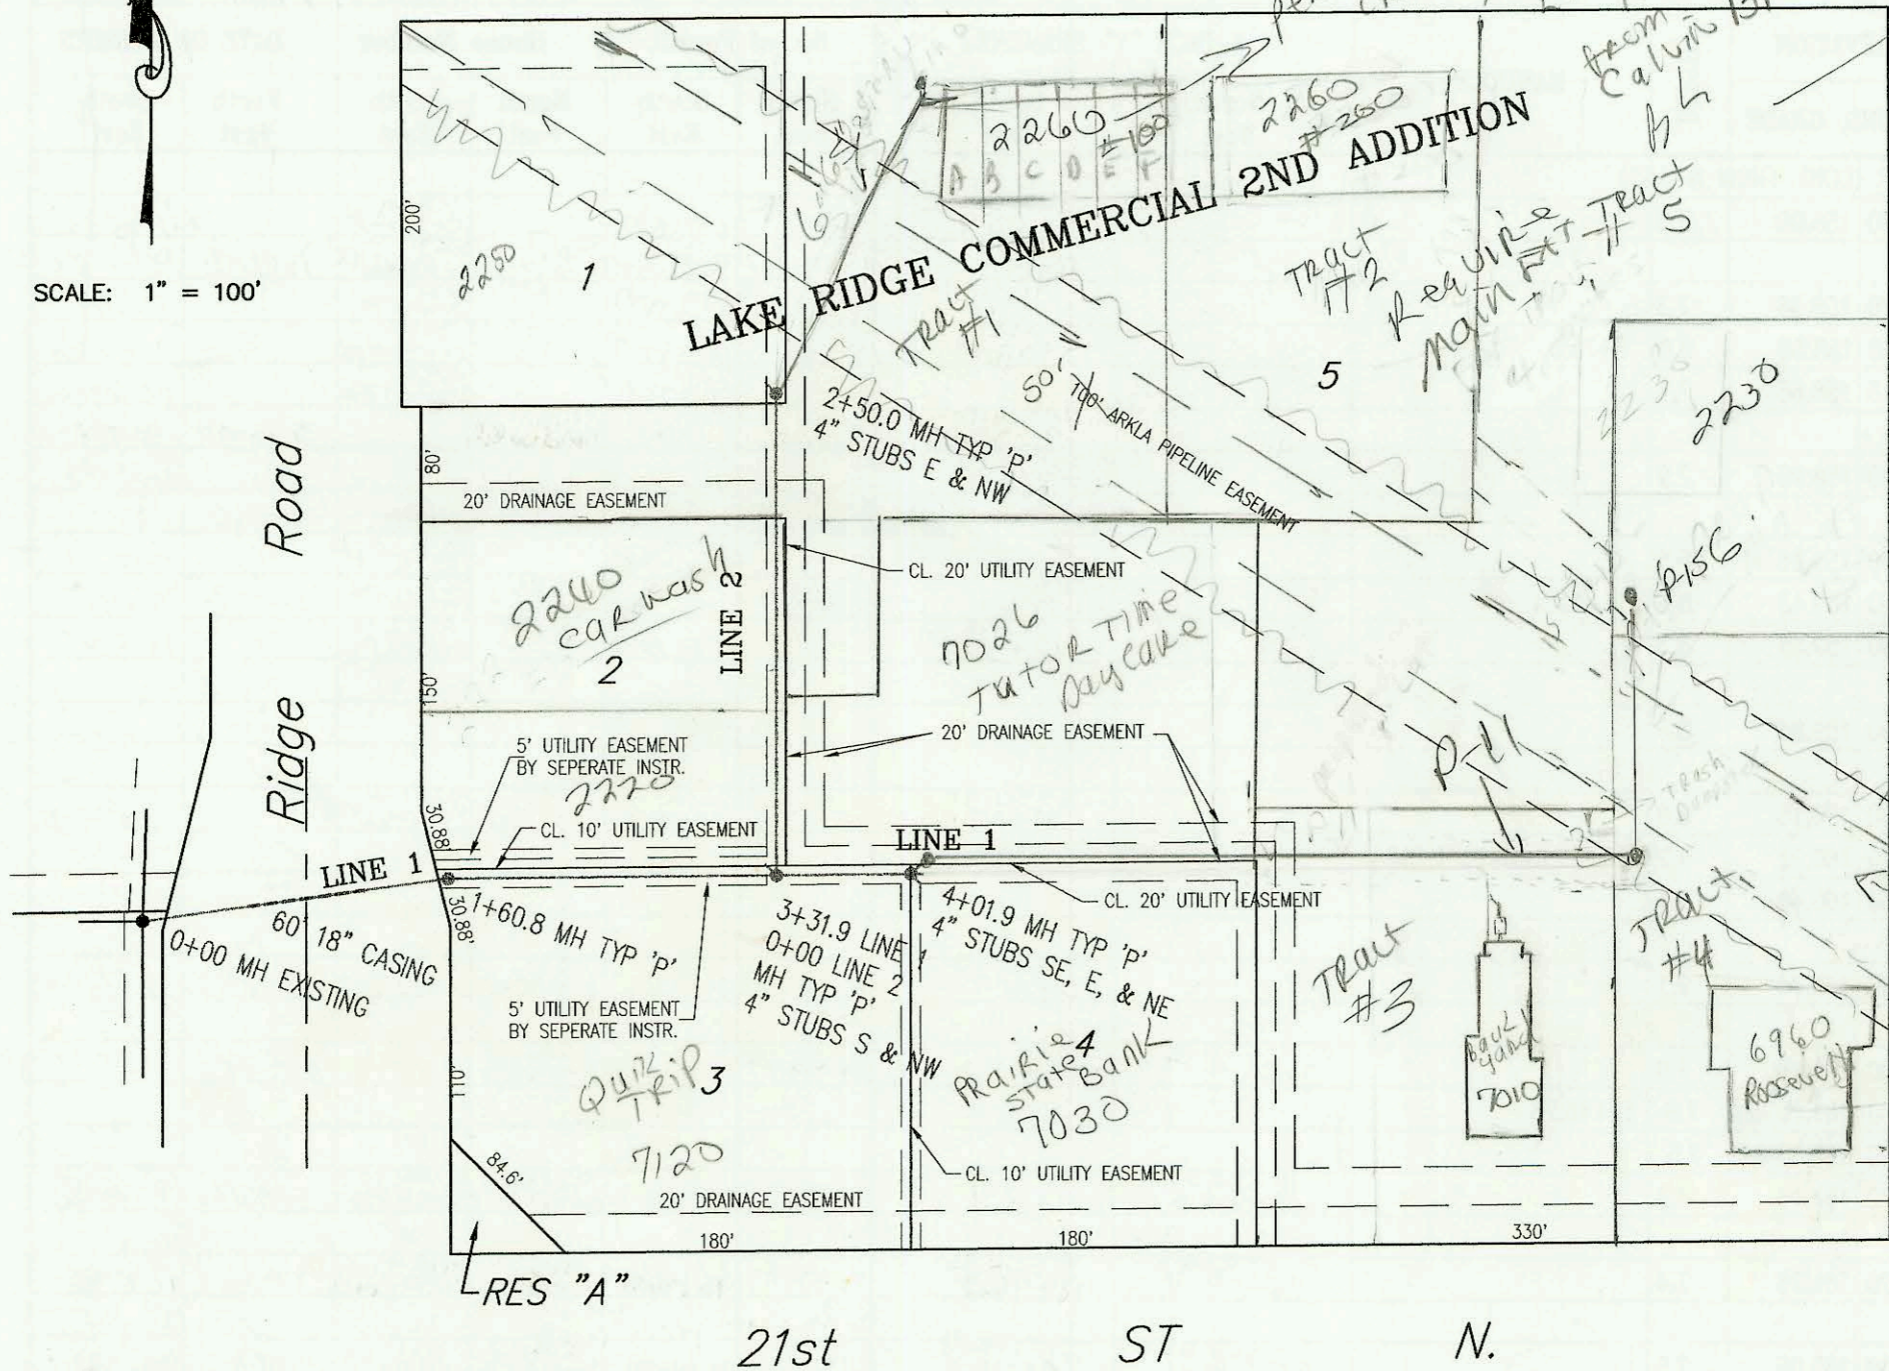 from
Calvin
B L
2260
#100
2260
#260
A B C D E F
SCALE: 1" = 100'
200'
2250
1
LAKE RIDGE COMMERCIAL 2ND ADDITION
Tract
#1
Tract
#2
Require
Main Ext
Tract
# 5
5
50'
100' ARKLA PIPELINE EASEMENT
2230
2230
2+50.0 MH TYP 'P'
4" STUBS E & NW
80'
20' DRAINAGE EASEMENT
CL. 20' UTILITY EASEMENT
P-156
2240
car wash
2
LINE 2
150'
7026
Tutor Time
Daycare
20' DRAINAGE EASEMENT
5' UTILITY EASEMENT
BY SEPERATE INSTR.
2220
CL. 10' UTILITY EASEMENT
P-11
Trash
30.88'
LINE 1
LINE 1
CL. 20' UTILITY EASEMENT
Ridge Road
0+00 MH EXISTING
60' 18" CASING
30.88'
1+60.8 MH TYP 'P'
3+31.9 LINE 1
0+00 LINE 2
MH TYP 'P'
4" STUBS S & NW
4+01.9 MH TYP 'P'
4" STUBS SE, E, & NE
5' UTILITY EASEMENT
BY SEPERATE INSTR.
Tract
#3
Tract
#4
110'
Quik
Trip
3
7120
Prairie
State
Bank
4
7030
Back
yard
7010
6960
Roosevelt
84.6'
CL. 10' UTILITY EASEMENT
20' DRAINAGE EASEMENT
180'
180'
330'
RES "A"
21st ST N.